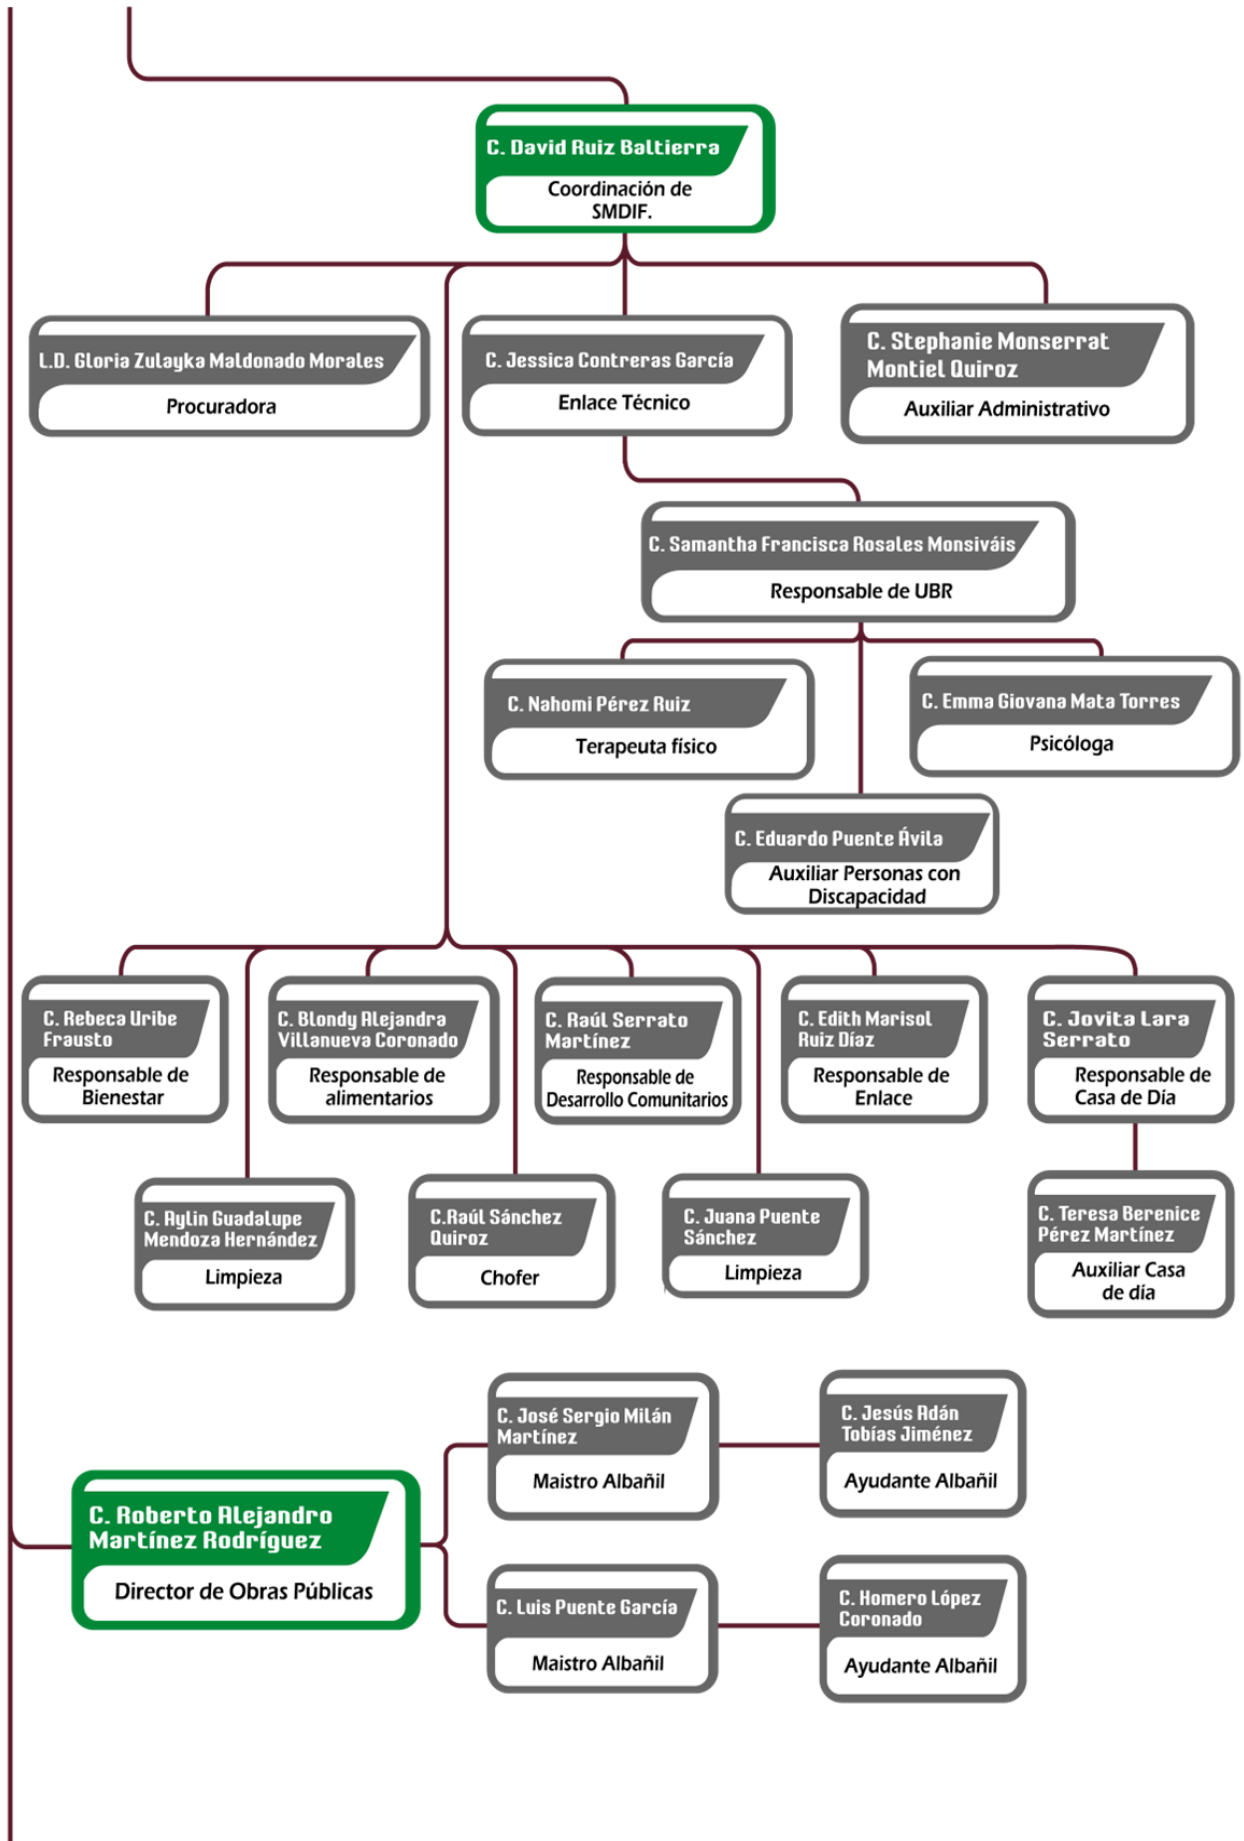 C. David Ruiz Baltierra
Coordinación de
SMDIF.
L.D. Gloria Zulayka Maldonado Morales
Procuradora
C. Jessica Contreras García
Enlace Técnico
C. Stephanie Monserrat
Montiel Quiroz
Auxiliar Administrativo
C. Samantha Francisca Rosales Monsiváis
Responsable de UBR
C. Nahomi Pérez Ruiz
Terapeuta físico
C. Emma Giovana Mata Torres
Psicóloga
C. Eduardo Puente Ávila
Auxiliar Personas con
Discapacidad
C. Rebeca Uribe
Frausto
Responsable de
Bienestar
C. Blondy Alejandra
Villanueva Coronado
Responsable de
alimentarios
C. Raúl Serrato
Martínez
Responsable de
Desarrollo Comunitarios
C. Edith Marisol
Ruiz Díaz
Responsable de
Enlace
C. Jovita Lara
Serrato
Responsable de
Casa de Día
C. Aylin Guadalupe
Mendoza Hernández
Limpieza
C.Raúl Sánchez
Quiroz
Chofer
C. Juana Puente
Sánchez
Limpieza
C. Teresa Berenice
Pérez Martínez
Auxiliar Casa
de día
C. José Sergio Milán
Martínez
Maistro Albañil
C. Jesús Adán
Tobías Jiménez
Ayudante Albañil
C. Roberto Alejandro
Martínez Rodríguez
Director de Obras Públicas
C. Luis Puente García
Maistro Albañil
C. Homero López
Coronado
Ayudante Albañil